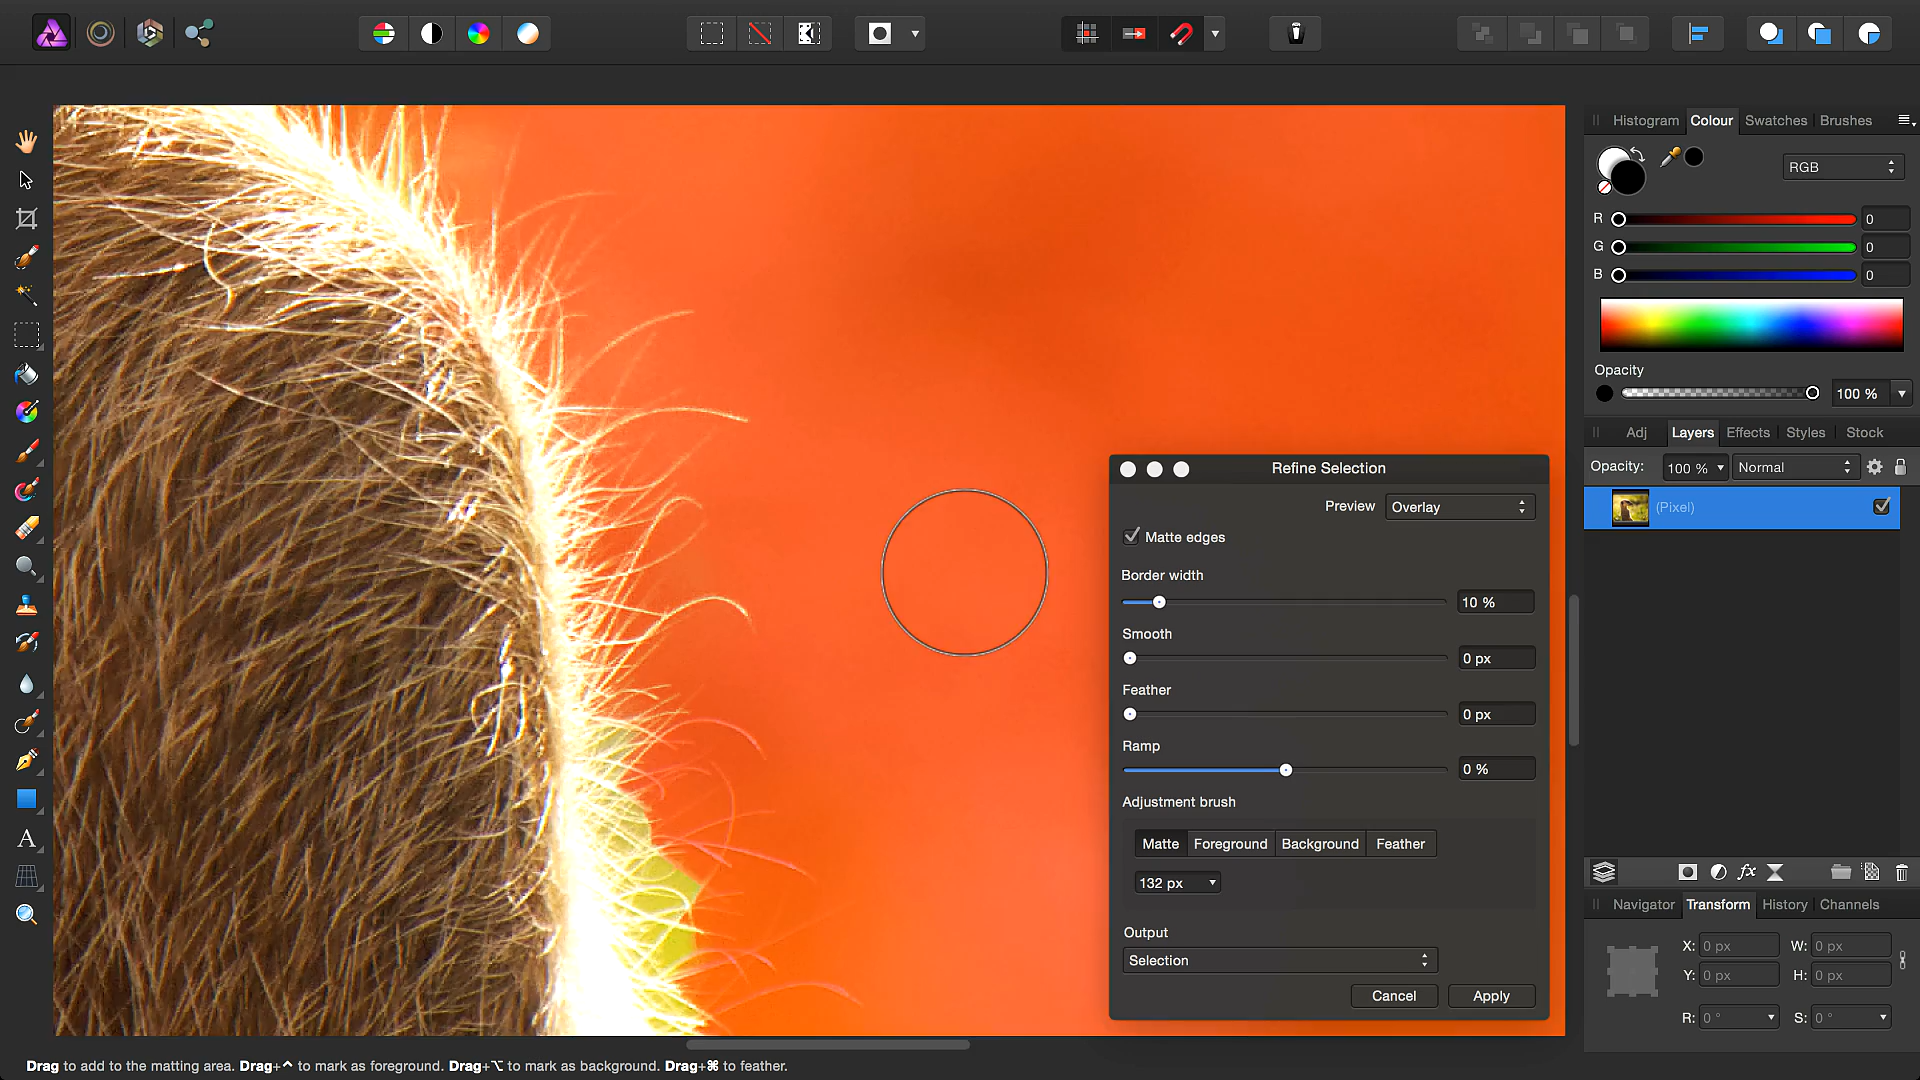 Histogram Colour Swatches Brushes
RGB
R 0
G 0
B 0
Opacity
100 %
Adj Layers Effects Styles Stock
Opacity: 100 % Normal
(Pixel)
Refine Selection
Preview Overlay
Matte edges
Border width
10 %
Smooth
0 px
Feather
0 px
Ramp
0 %
Adjustment brush
Matte Foreground Background Feather
132 px
Output
Selection
Cancel Apply
fx
Navigator Transform History Channels
X: 0 px W: 0 px
Y: 0 px H: 0 px
R: 0 ° S: 0 °
A
Drag to add to the matting area. Drag+⌃ to mark as foreground. Drag+⌥ to mark as background. Drag+⌘ to feather.